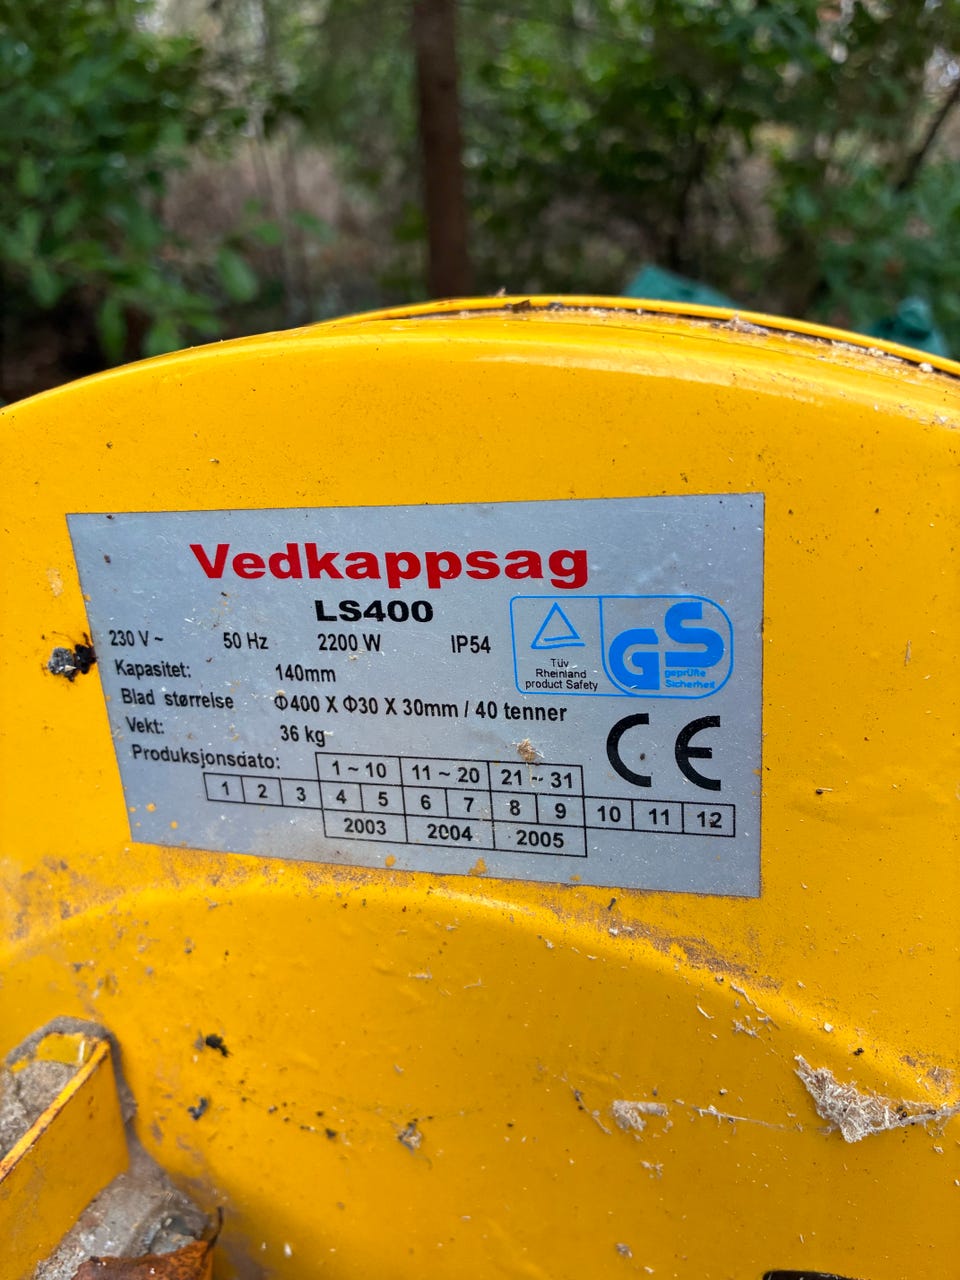 Vedkappsag
LS400
230 V ~ 50 Hz 2200 W IP54
Kapasitet: 140mm
Blad størrelse Φ400 X Φ30 X 30mm / 40 tenner
Vekt: 36 kg
Produksjonsdato:
1 ~ 10 11 ~ 20 21 ~ 31
1 2 3 4 5 6 7 8 9 10 11 12
2003 2004 2005
Tüv
Rheinland
product Safety
GS
geprüfte
Sicherheit
CE